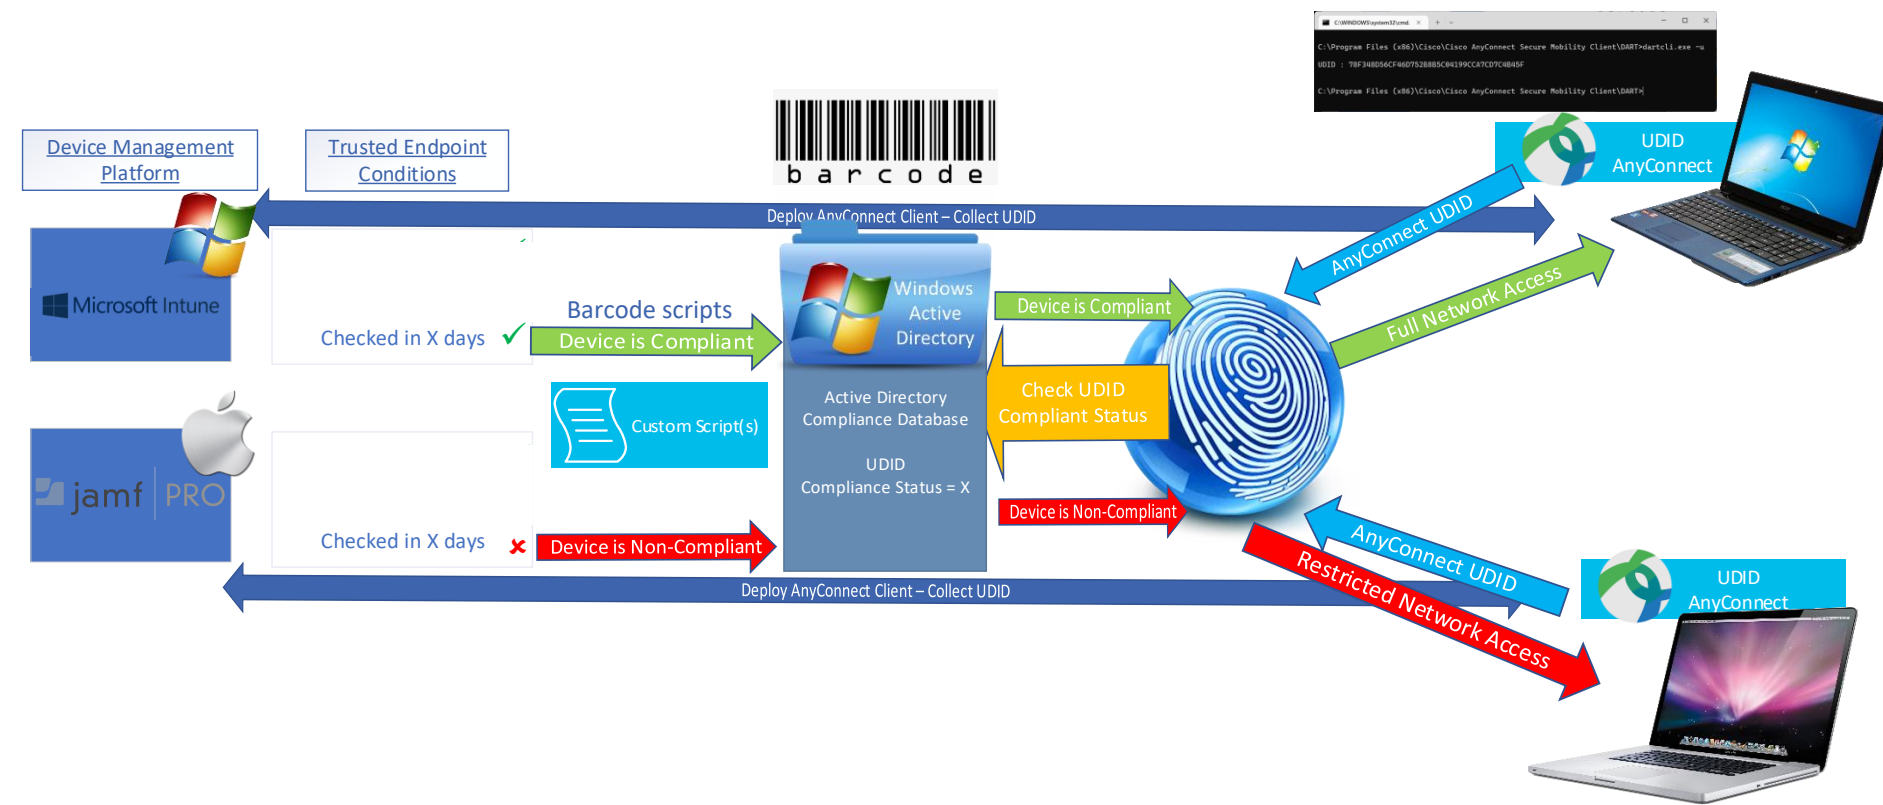 C:\WINDOWS\system32\cmd.
C:\Program Files (x86)\Cisco\Cisco AnyConnect Secure Mobility Client\DART>dartcli.exe -u
UDID : 78F348D56CF46D752B8B5C04199CCA7CD7C4B45F
C:\Program Files (x86)\Cisco\Cisco AnyConnect Secure Mobility Client\DART>
Device Management
Platform
Trusted Endpoint
Conditions
barcode
UDID
AnyConnect
Deploy AnyConnect Client – Collect UDID
AnyConnect UDID
Microsoft Intune
Checked in X days
Barcode scripts
Device is Compliant
Windows
Active
Directory
Device is Compliant
Full Network Access
Custom Script(s)
Active Directory
Compliance Database
UDID
Compliance Status = X
Check UDID
Compliant Status
jamf PRO
Checked in X days
Device is Non-Compliant
Device is Non-Compliant
AnyConnect UDID
Restricted Network Access
Deploy AnyConnect Client – Collect UDID
UDID
AnyConnect